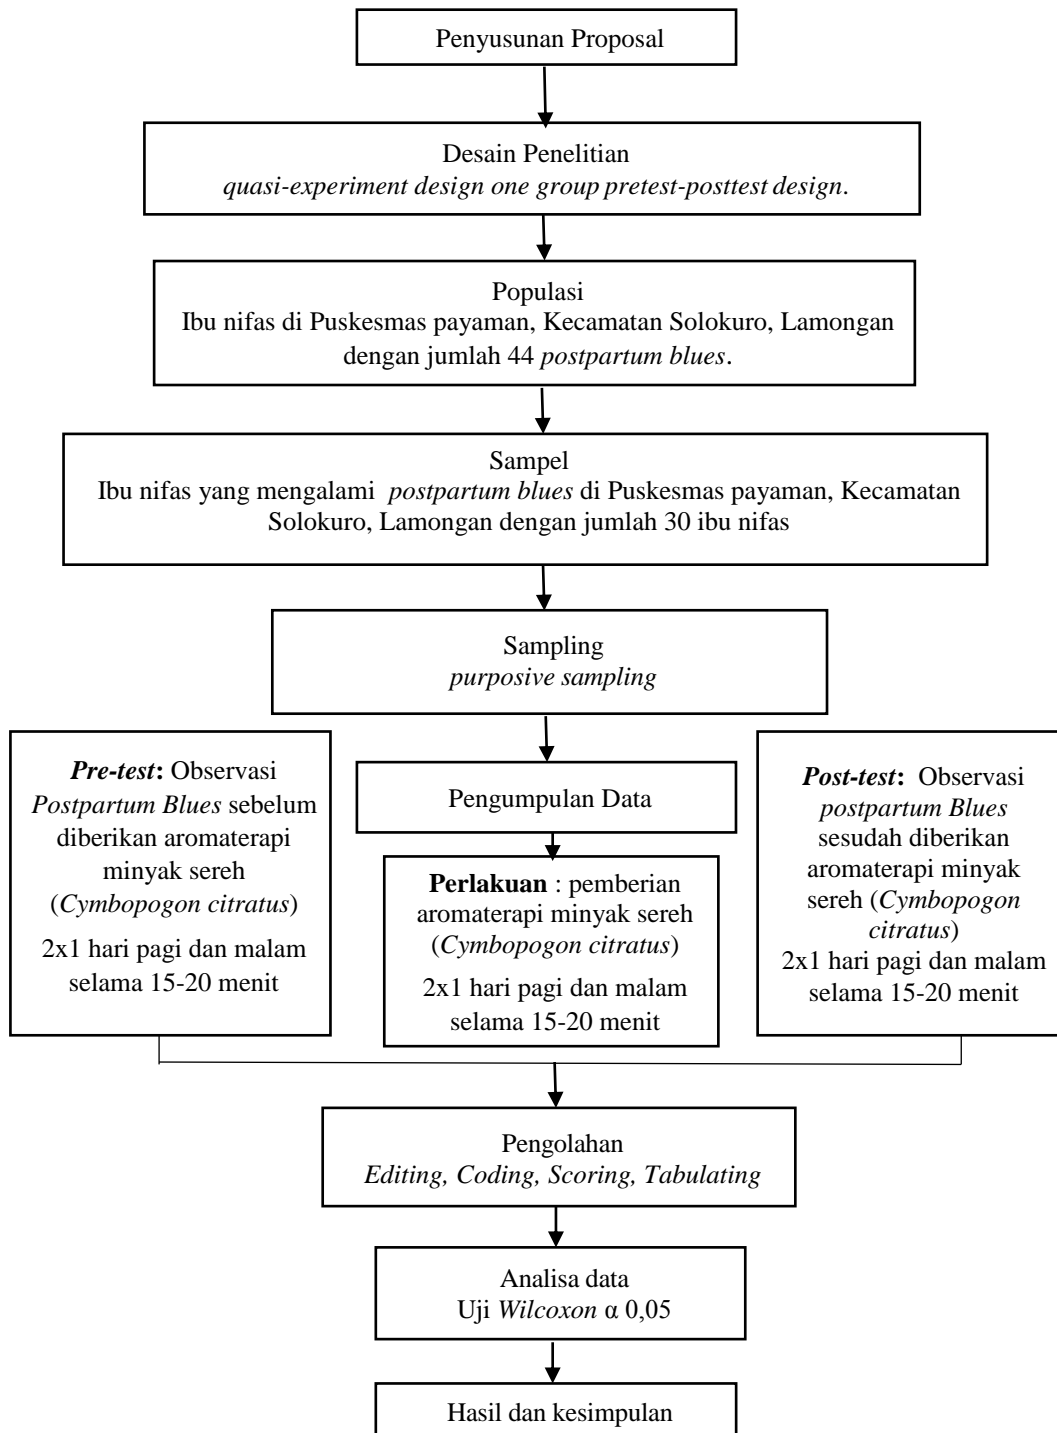 Penyusunan Proposal
Desain Penelitian
quasi-experiment design one group pretest-posttest design.
Populasi
Ibu nifas di Puskesmas payaman, Kecamatan Solokuro, Lamongan
dengan jumlah 44 postpartum blues.
Sampel
Ibu nifas yang mengalami postpartum blues di Puskesmas payaman, Kecamatan
Solokuro, Lamongan dengan jumlah 30 ibu nifas
Sampling
purposive sampling
Pre-test: Observasi
Postpartum Blues sebelum
diberikan aromaterapi
minyak sereh
(Cymbopogon citratus)
2x1 hari pagi dan malam
selama 15-20 menit
Pengumpulan Data
Perlakuan : pemberian
aromaterapi minyak sereh
(Cymbopogon citratus)
2x1 hari pagi dan malam
selama 15-20 menit
Post-test: Observasi
postpartum Blues
sesudah diberikan
aromaterapi minyak
sereh (Cymbopogon
citratus)
2x1 hari pagi dan malam
selama 15-20 menit
Pengolahan
Editing, Coding, Scoring, Tabulating
Analisa data
Uji Wilcoxon α 0,05
Hasil dan kesimpulan